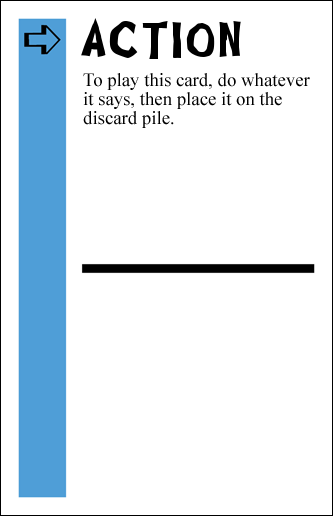 ACTION
To play this card, do whatever
it says, then place it on the
discard pile.